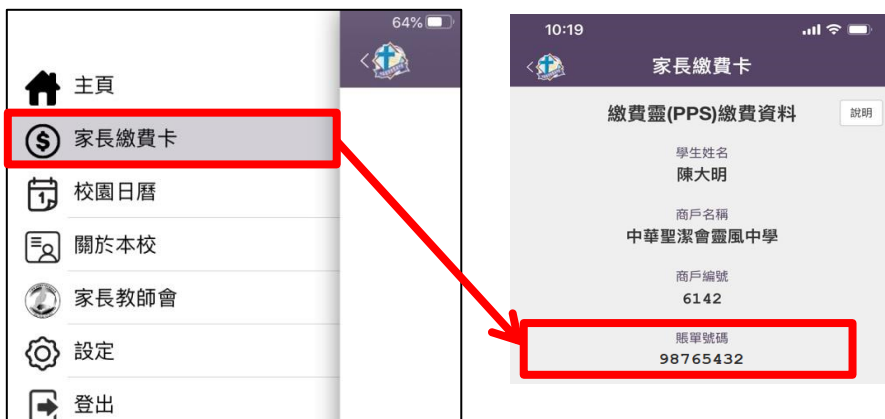 64%
主頁
家長繳費卡
校園日曆
關於本校
家長教師會
設定
登出
10:19
家長繳費卡
繳費靈(PPS)繳費資料
說明
學生姓名
陳大明
商戶名稱
中華聖潔會靈風中學
商戶編號
6142
賬單號碼
98765432